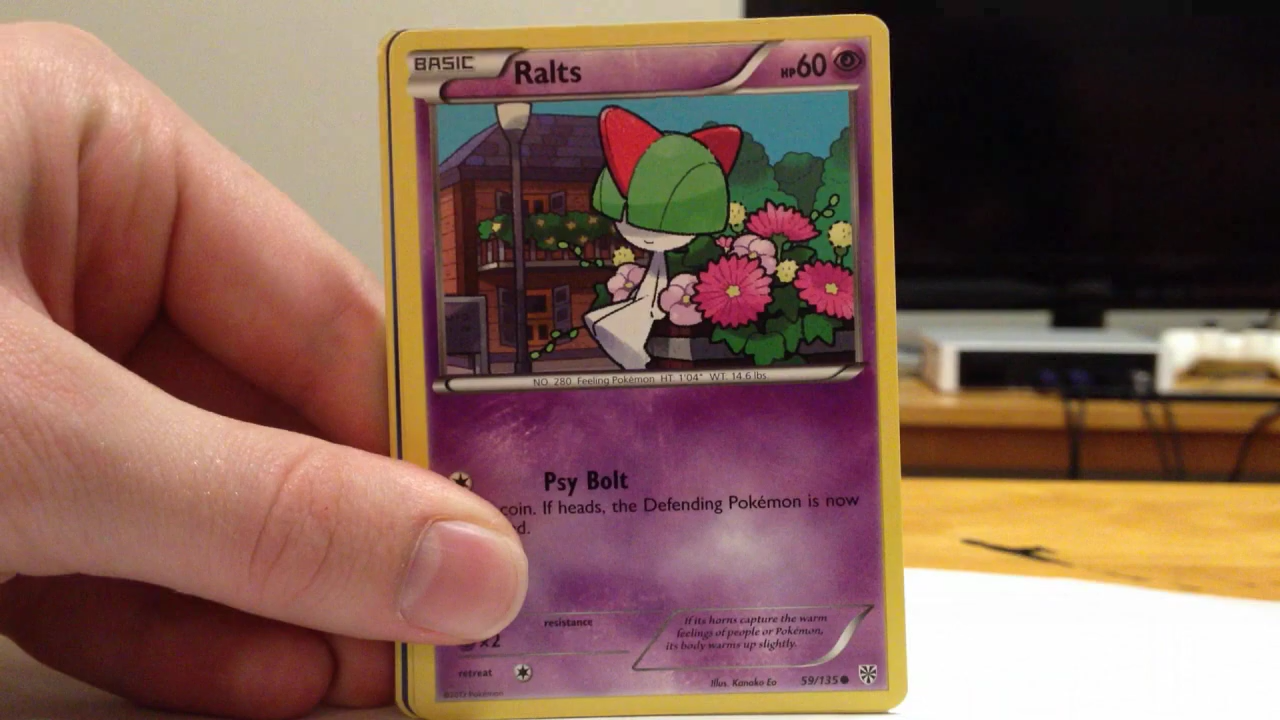 BASIC Ralts HP60
NO. 280 Feeling Pokémon HT. 1'04" WT. 14.6 lbs.
Psy Bolt
coin. If heads, the Defending Pokémon is now
d.
resistance
×2
If its horns capture the warm
feelings of people or Pokémon,
its body warms up slightly.
retreat
Illus. Kanako Eo 59/135
©2012 Pokémon